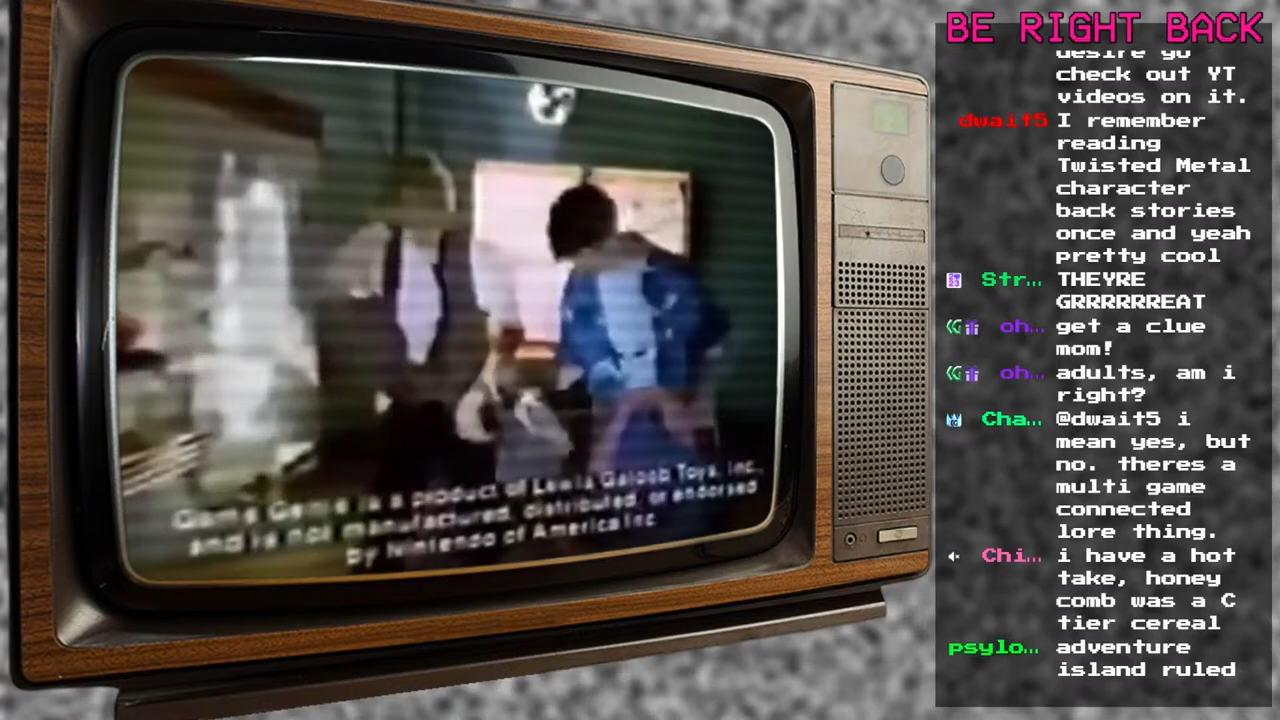 BE RIGHT BACK
desire go
check out YT
videos on it.
dwait5 I remember
reading
Twisted Metal
character
back stories
once and yeah
pretty cool
Str... THEYRE
GRRRRRREAT
oh... get a clue
mom!
oh... adults, am i
right?
Cha... @dwait5 i
mean yes, but
no. theres a
multi game
connected
lore thing.
Chi... i have a hot
take, honey
comb was a C
tier cereal
psylo... adventure
island ruled
Game Genie is a product of Lewis Galoob Toys, Inc.,
and is not manufactured, distributed, or endorsed
by Nintendo of America Inc